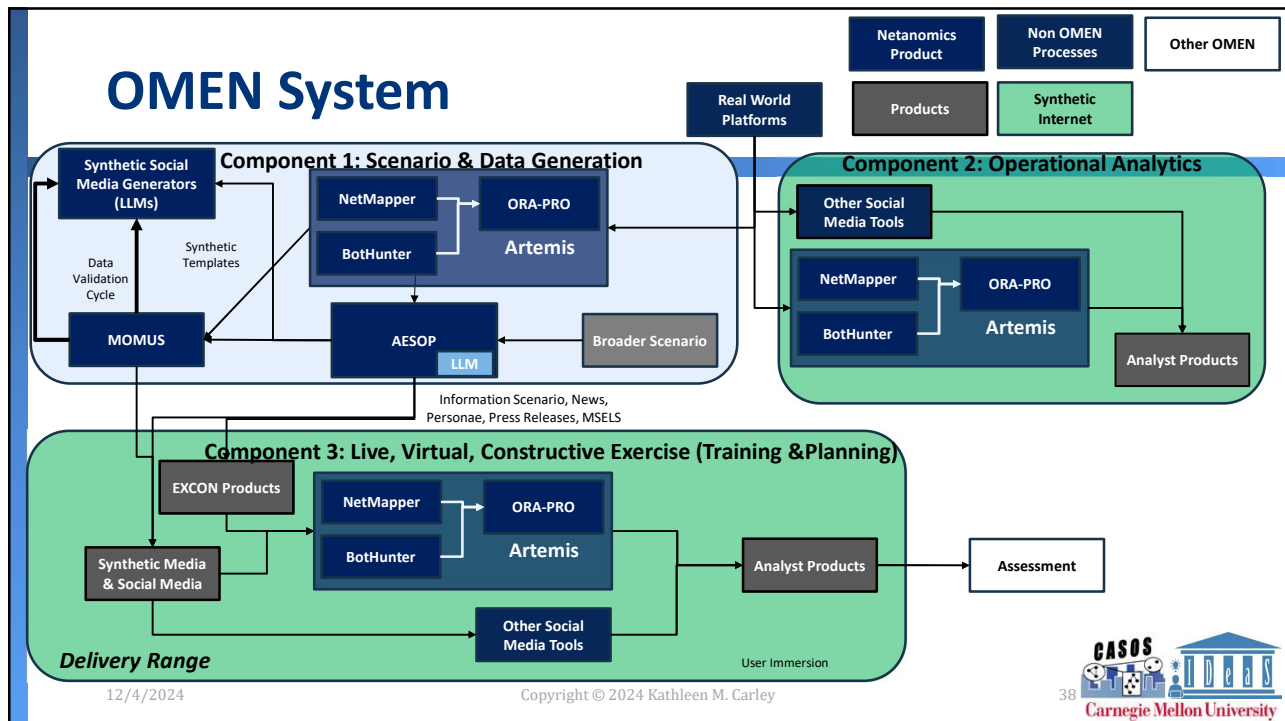 OMEN System
Netanomics
Product
Non OMEN
Processes
Other OMEN
Products
Synthetic
Internet
Real World
Platforms
Component 1: Scenario & Data Generation
Synthetic Social
Media Generators
(LLMs)
NetMapper
BotHunter
ORA-PRO
Artemis
Synthetic
Templates
Data
Validation
Cycle
MOMUS
AESOP
LLM
Broader Scenario
Information Scenario, News,
Personae, Press Releases, MSELS
Component 2: Operational Analytics
Other Social
Media Tools
NetMapper
BotHunter
ORA-PRO
Artemis
Analyst Products
Component 3: Live, Virtual, Constructive Exercise (Training &Planning)
EXCON Products
NetMapper
BotHunter
ORA-PRO
Artemis
Synthetic Media
& Social Media
Other Social
Media Tools
Analyst Products
Assessment
Delivery Range
User Immersion
12/4/2024
Copyright © 2024 Kathleen M. Carley
38
CASOS
IDeaS
Carnegie Mellon University